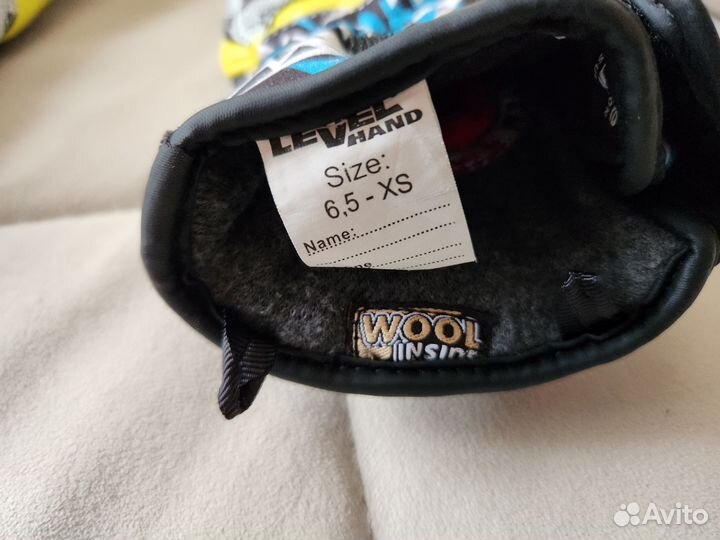 LEVEL
HAND
Size:
6,5 - XS
Name:
WOOL
INSIDE
Avito